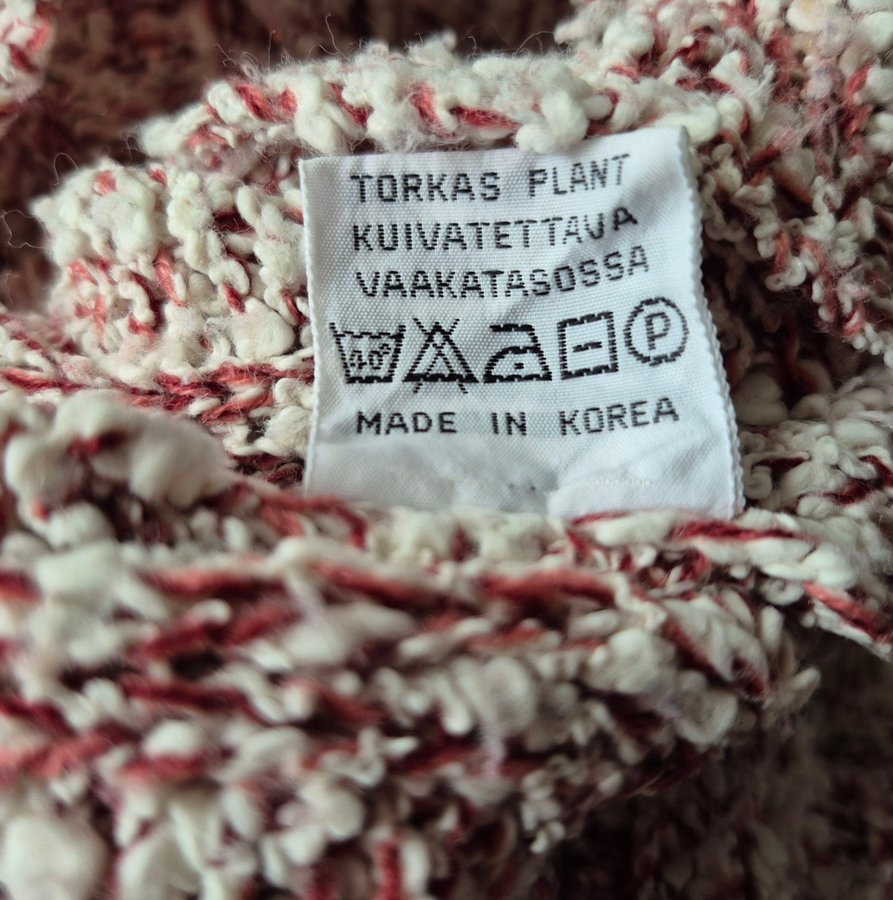 TORKAS PLANT
KUIVATETTAVA
VAAKATASOSSA
40° P
MADE IN KOREA